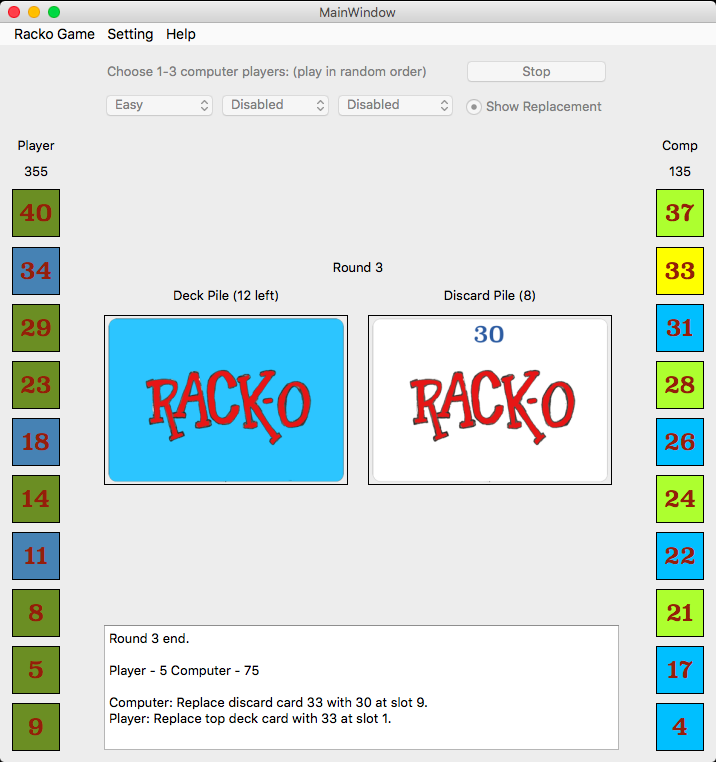 MainWindow
Racko Game Setting Help
Choose 1-3 computer players: (play in random order) Stop
Easy Disabled Disabled Show Replacement
Player Comp
355 135
40 37
34 33
Round 3
Deck Pile (12 left) Discard Pile (8)
29 30 31
23 RACK-O RACK-O 28
18 26
14 24
11 22
8 21
Round 3 end.
5 Player - 5 Computer - 75 17
Computer: Replace discard card 33 with 30 at slot 9.
Player: Replace top deck card with 33 at slot 1.
9 4